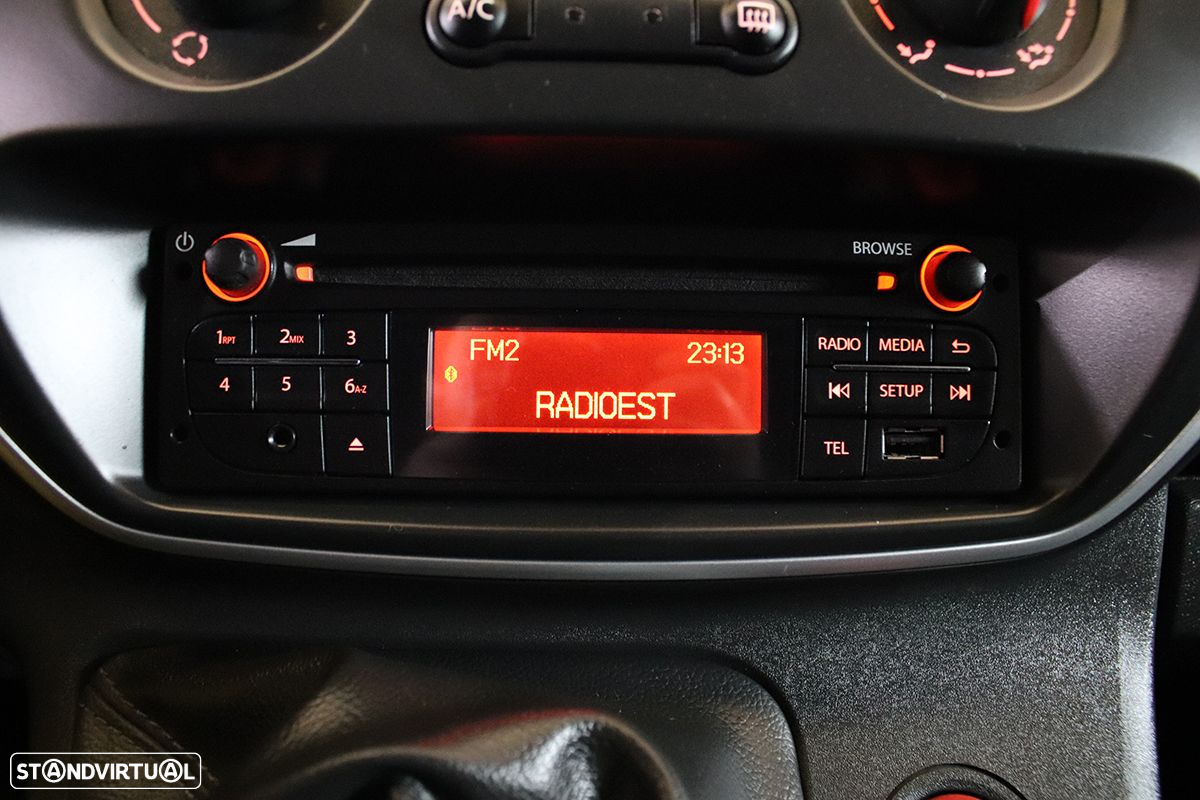 A/C
BROWSE
1RPT 2MIX 3
4 5 6A-Z
FM2 23:13
RADIOEST
RADIO MEDIA
SETUP
TEL
STANDVIRTUAL